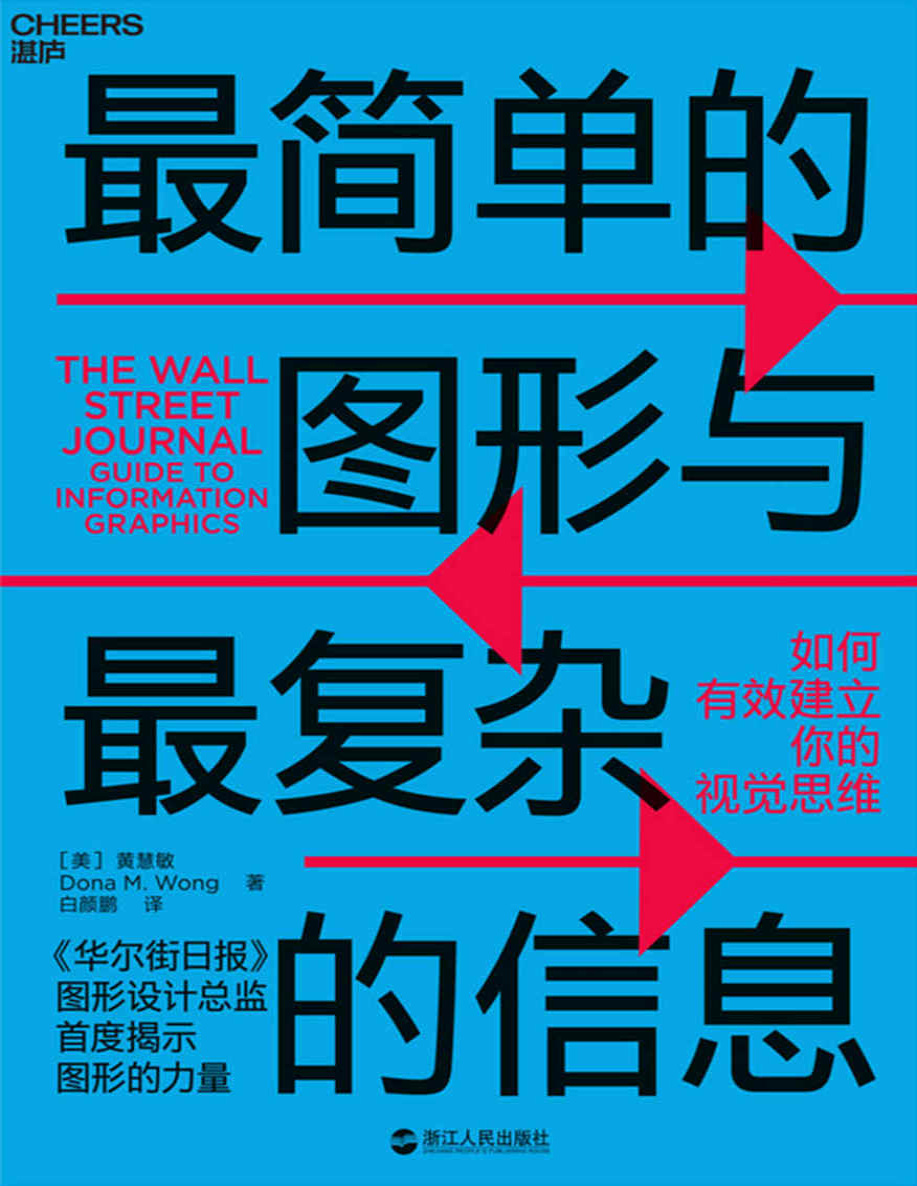 CHEERS
湛庐
最简单的
THE WALL
STREET
JOURNAL
GUIDE TO
INFORMATION
GRAPHICS
图形与
最复杂
如何
有效建立
你的
视觉思维
[美] 黄慧敏
Dona M. Wong 著
白颜鹏 译
《华尔街日报》
图形设计总监
首度揭示
图形的力量
的信息
浙江人民出版社
ZHEJIANG PEOPLE'S PUBLISHING HOUSE